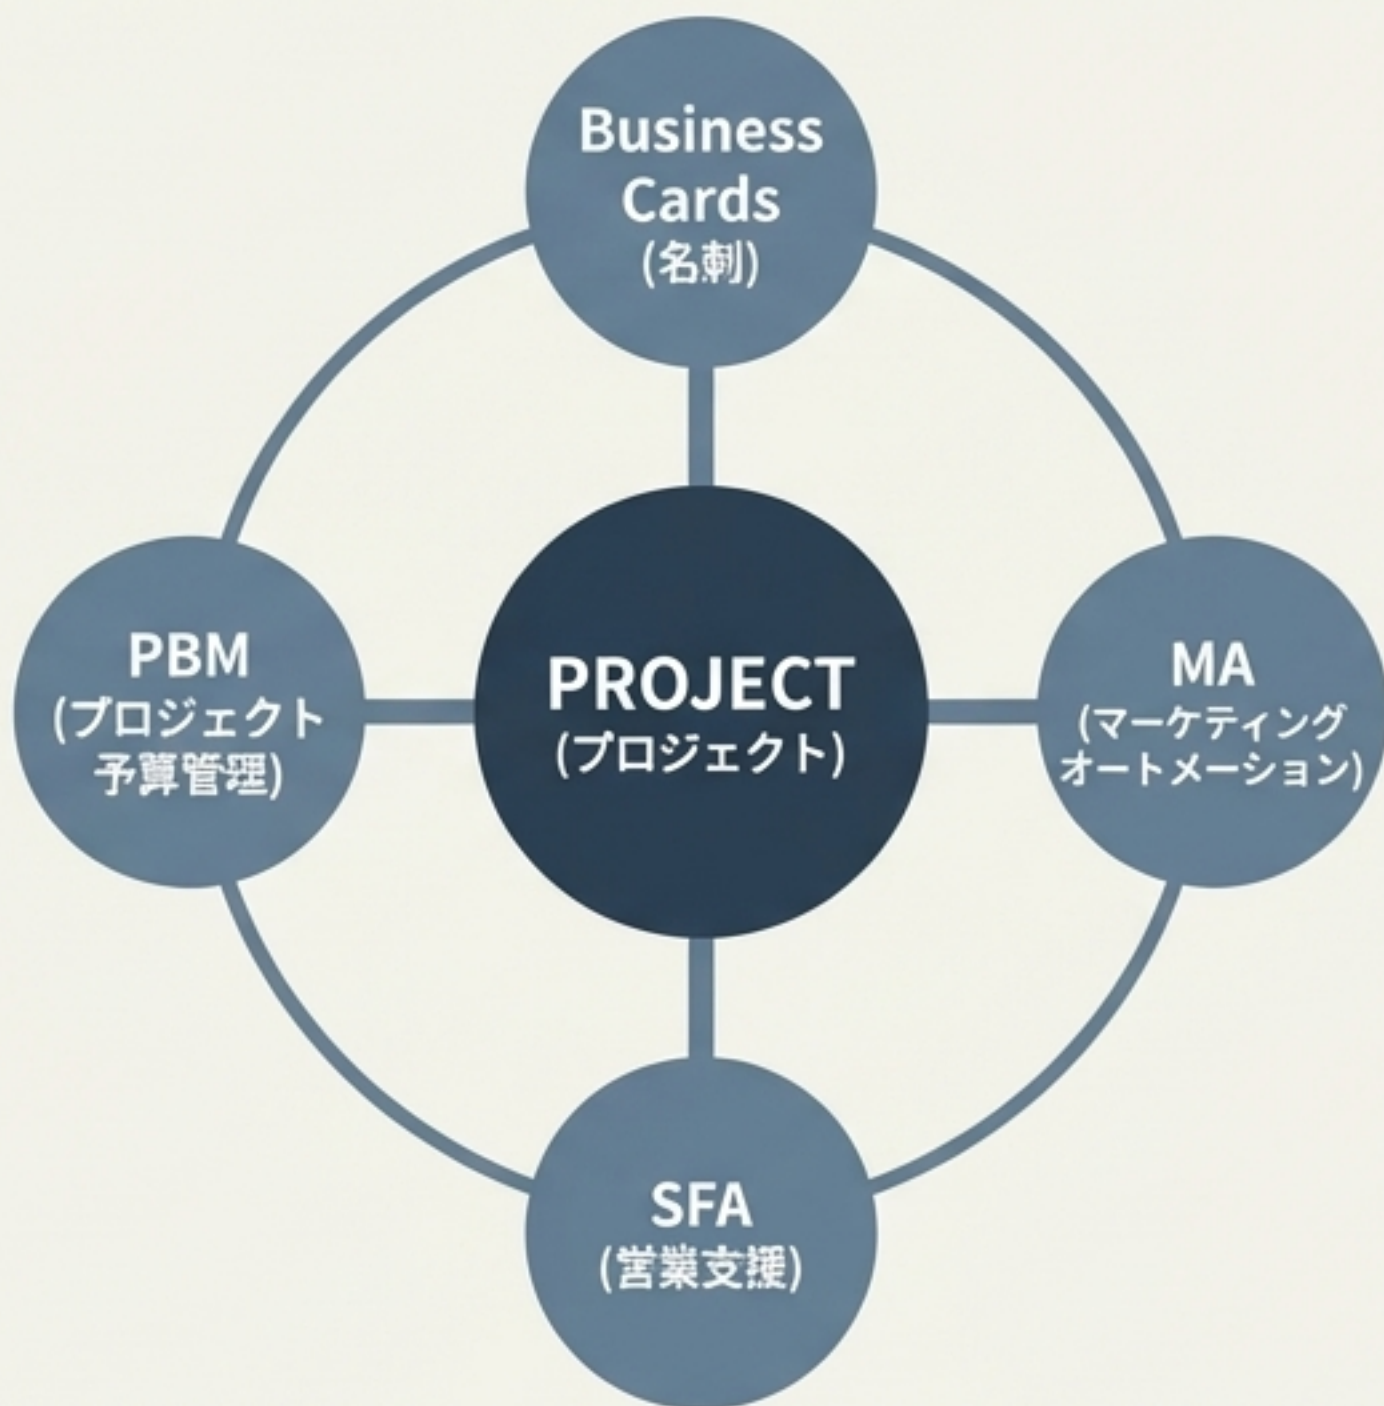 Business
Cards
(名刺)
PBM
(プロジェクト
予算管理)
PROJECT
(プロジェクト)
MA
(マーケティング
オートメーション)
SFA
(営業支援)